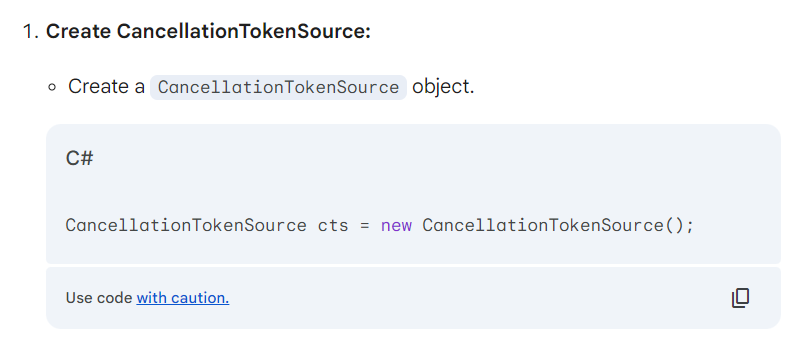 1. Create CancellationTokenSource:
Create a CancellationTokenSource object.
C#
CancellationTokenSource cts = new CancellationTokenSource();
Use code with caution.